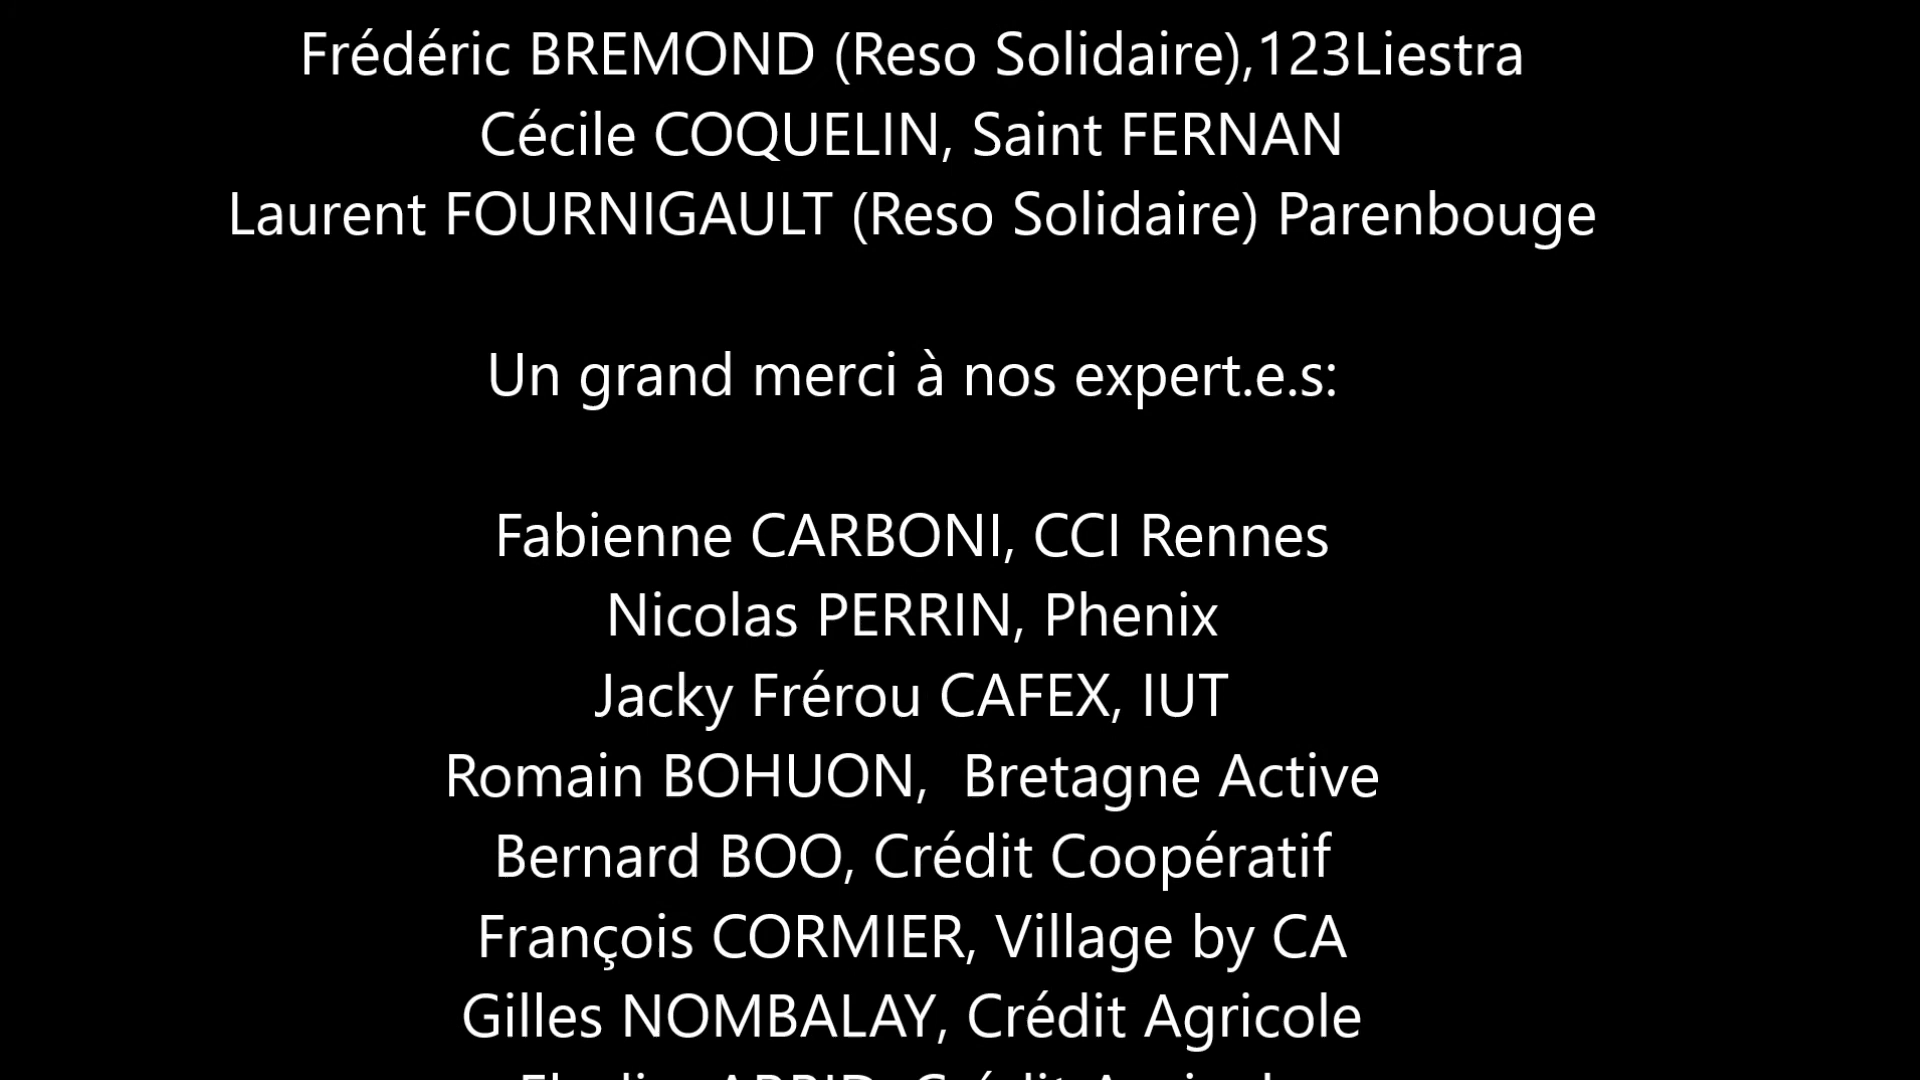 Frédéric BREMOND (Reso Solidaire),123Liestra
Cécile COQUELIN, Saint FERNAN
Laurent FOURNIGAULT (Reso Solidaire) Parenbouge
Un grand merci à nos expert.e.s:
Fabienne CARBONI, CCI Rennes
Nicolas PERRIN, Phenix
Jacky Frérou CAFEX, IUT
Romain BOHUON,  Bretagne Active
Bernard BOO, Crédit Coopératif
François CORMIER, Village by CA
Gilles NOMBALAY, Crédit Agricole